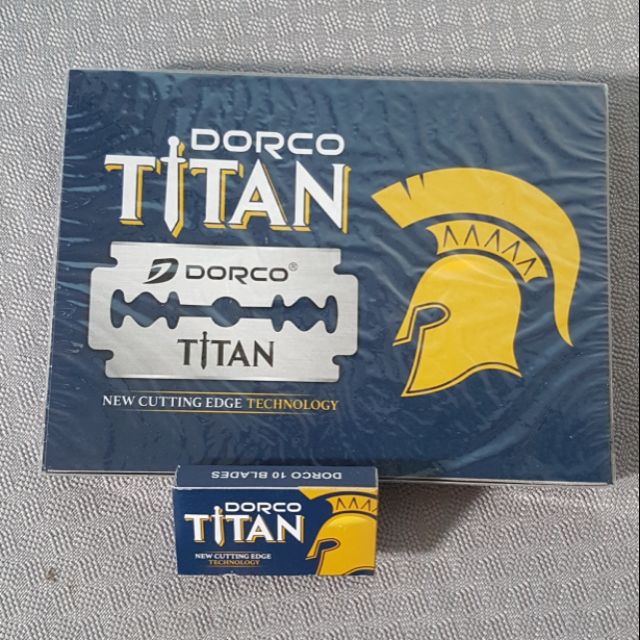 DORCO
TITAN
DORCO®
TITAN
NEW CUTTING EDGE TECHNOLOGY
DORCO 10 BLADES
DORCO
TITAN
NEW CUTTING EDGE
TECHNOLOGY